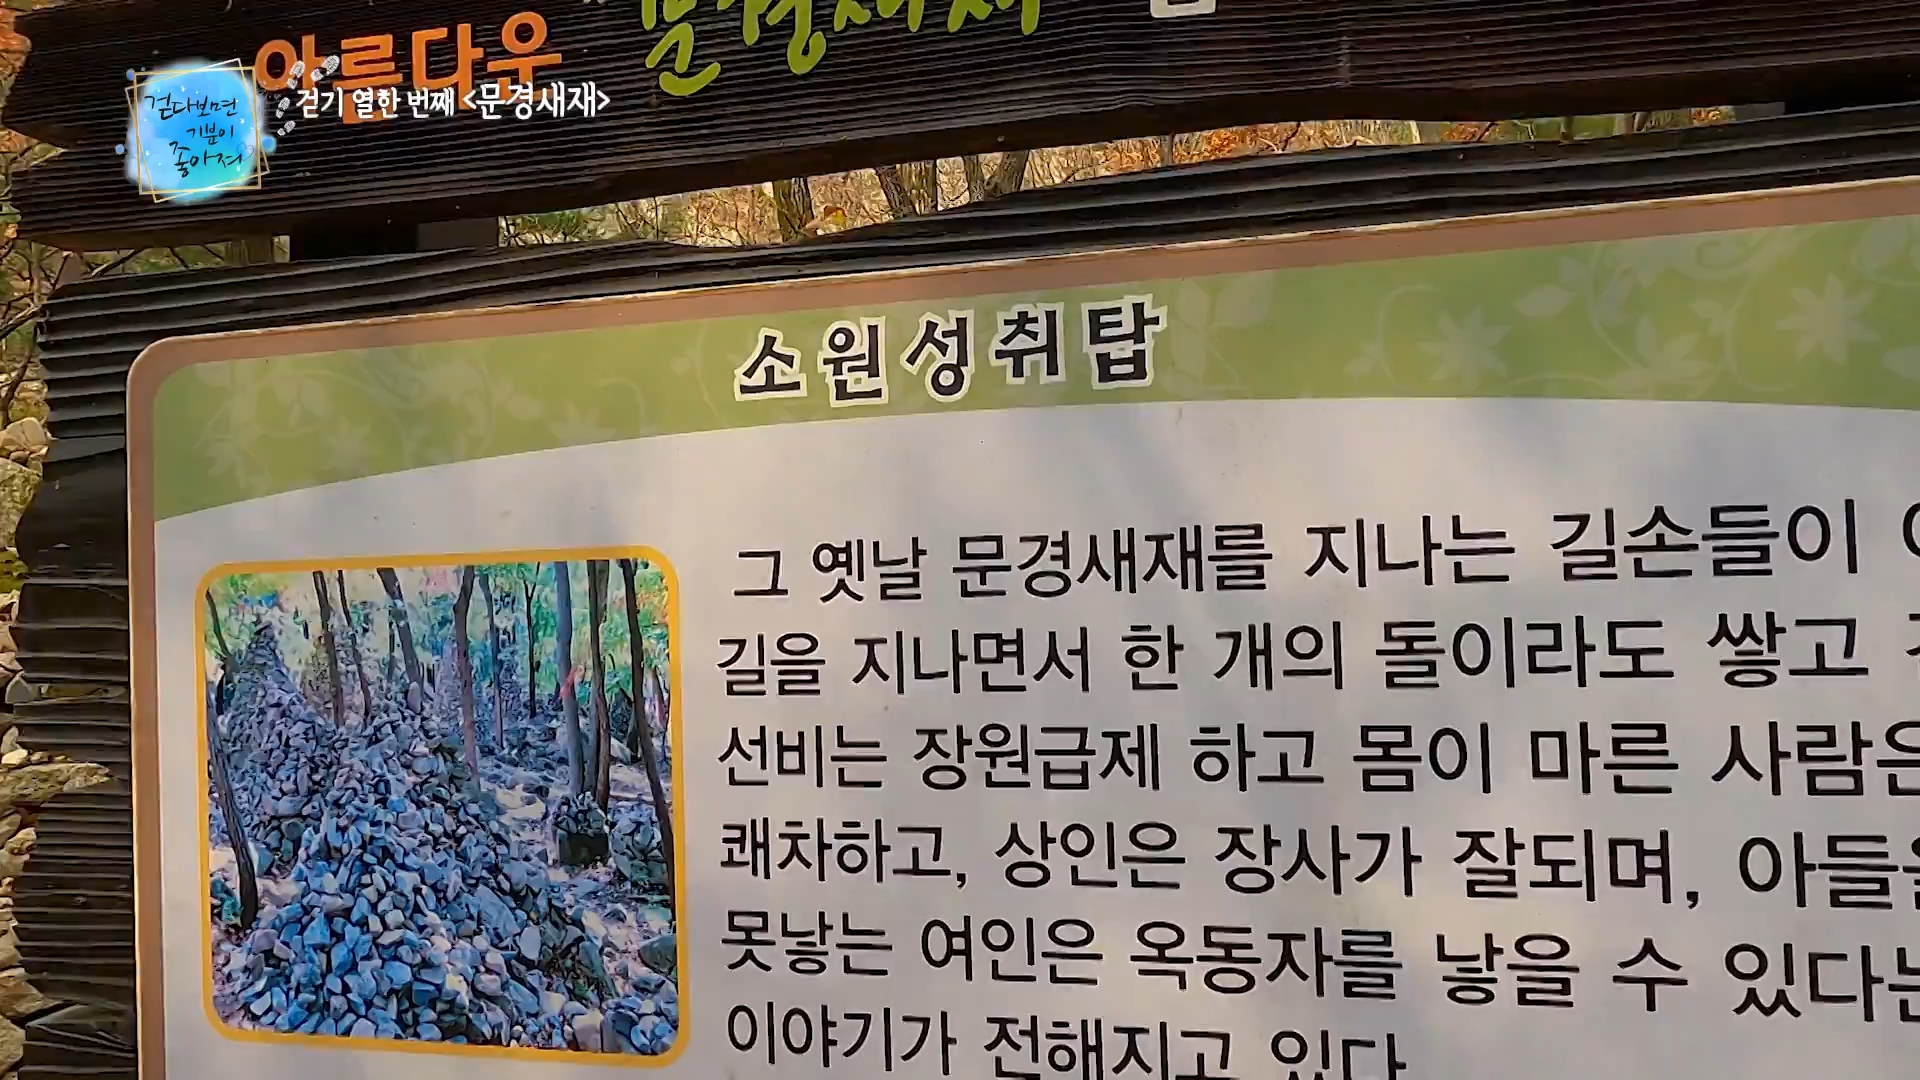 아름다운 "문경새재
걷다보면
기분이
좋아져
걷기 열한 번째 <문경새재>
소원성취탑
그 옛날 문경새재를 지나는 길손들이
길을 지나면서 한 개의 돌이라도 쌓고
선비는 장원급제 하고 몸이 마른 사람은
쾌차하고, 상인은 장사가 잘되며, 아들을
못낳는 여인은 옥동자를 낳을 수 있다는
이야기가 전해지고 있다